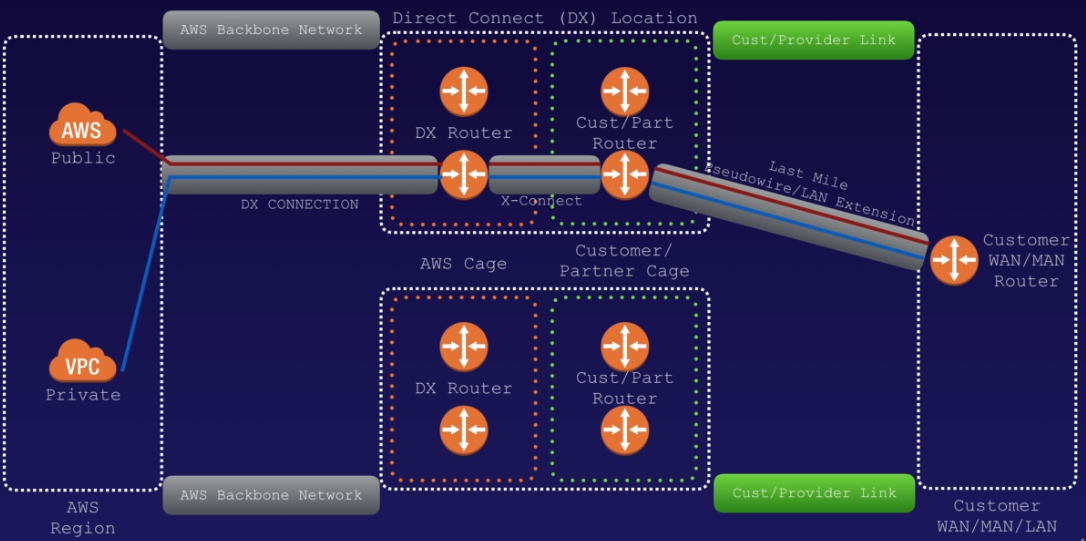 Direct Connect (DX) Location
AWS Backbone Network
Cust/Provider Link
AWS
Public
DX Router
Cust/Part
Router
DX CONNECTION
X-Connect
Last Mile
Pseudowire/LAN Extension
Customer
WAN/MAN
Router
AWS Cage
Customer/
Partner Cage
VPC
Private
DX Router
Cust/Part
Router
AWS Backbone Network
Cust/Provider Link
AWS
Region
Customer
WAN/MAN/LAN